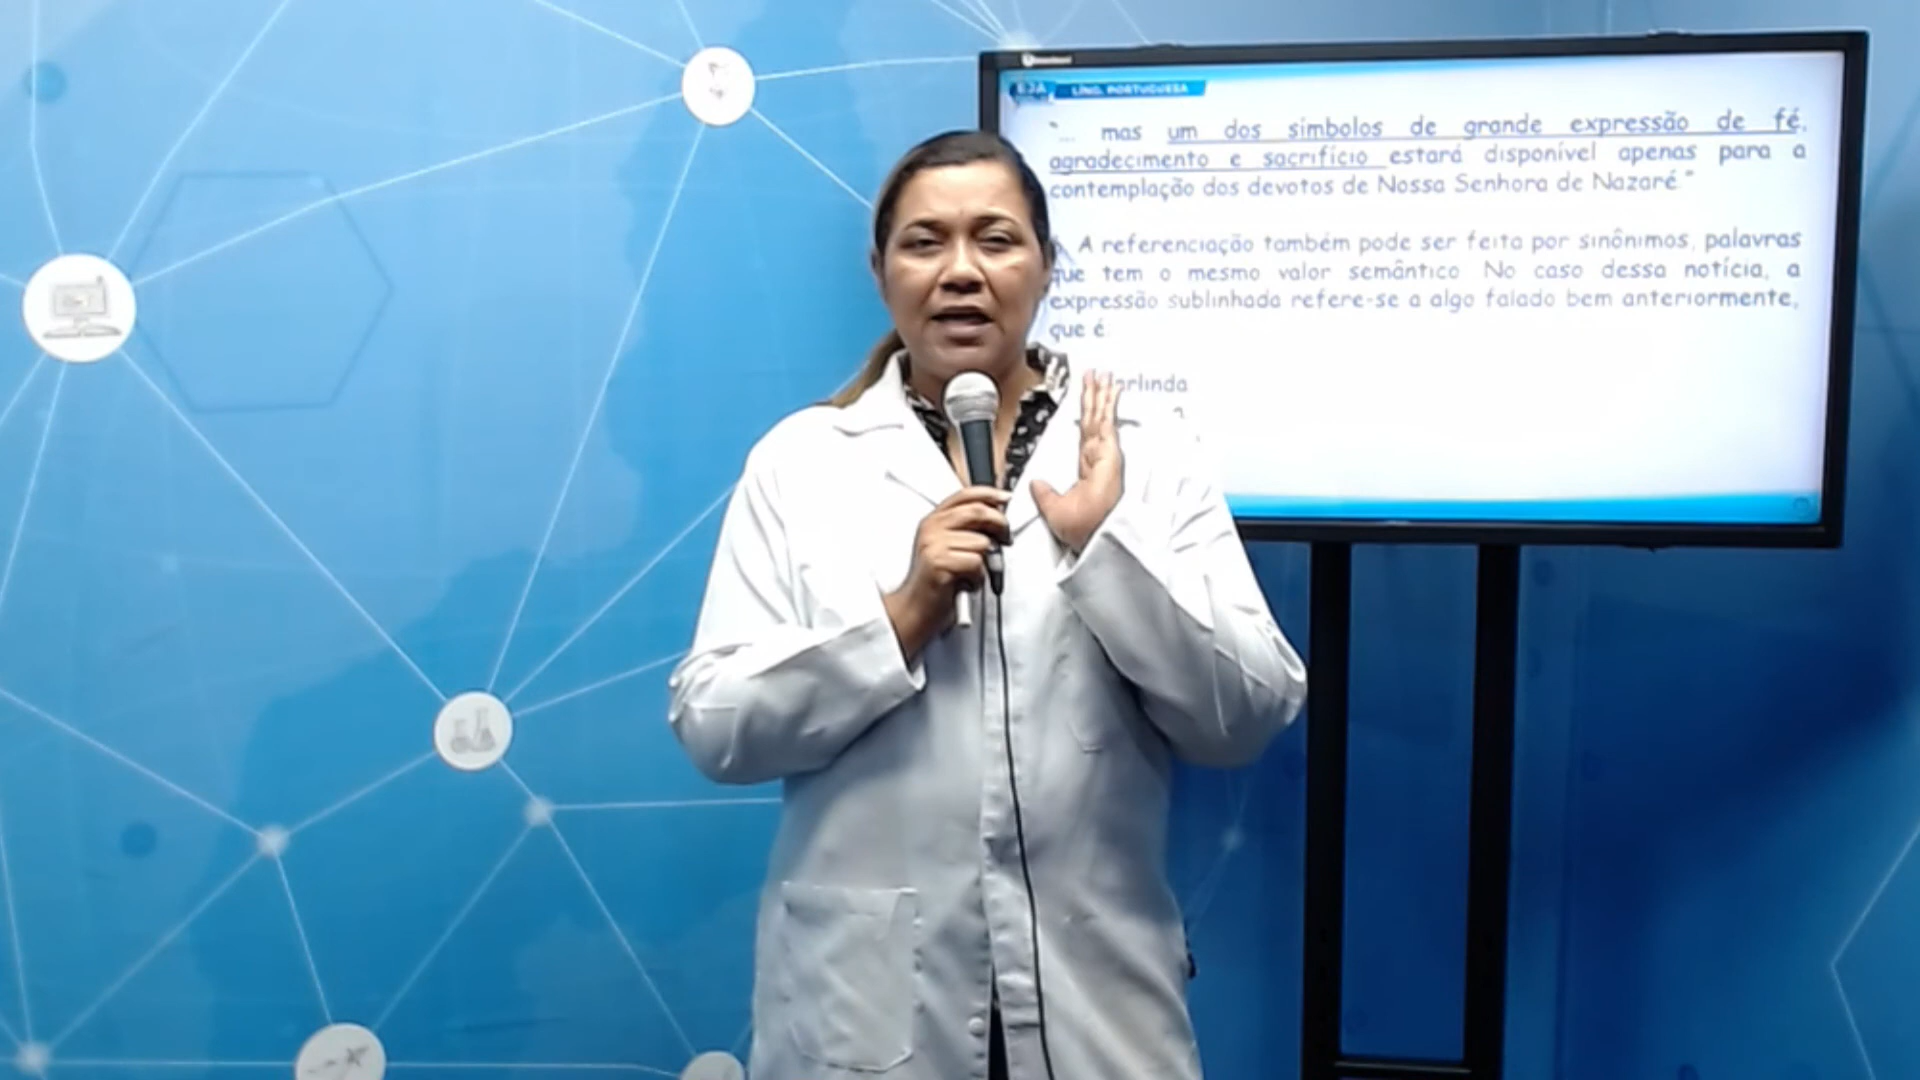 EJA LÍNG. PORTUGUESA
"... mas um dos símbolos de grande expressão de fé,
agradecimento e sacrifício estará disponível apenas para a
contemplação dos devotos de Nossa Senhora de Nazaré."
A referenciação também pode ser feita por sinônimos, palavras
que tem o mesmo valor semântico. No caso dessa notícia, a
expressão sublinhada refere-se a algo falado bem anteriormente,
que é: